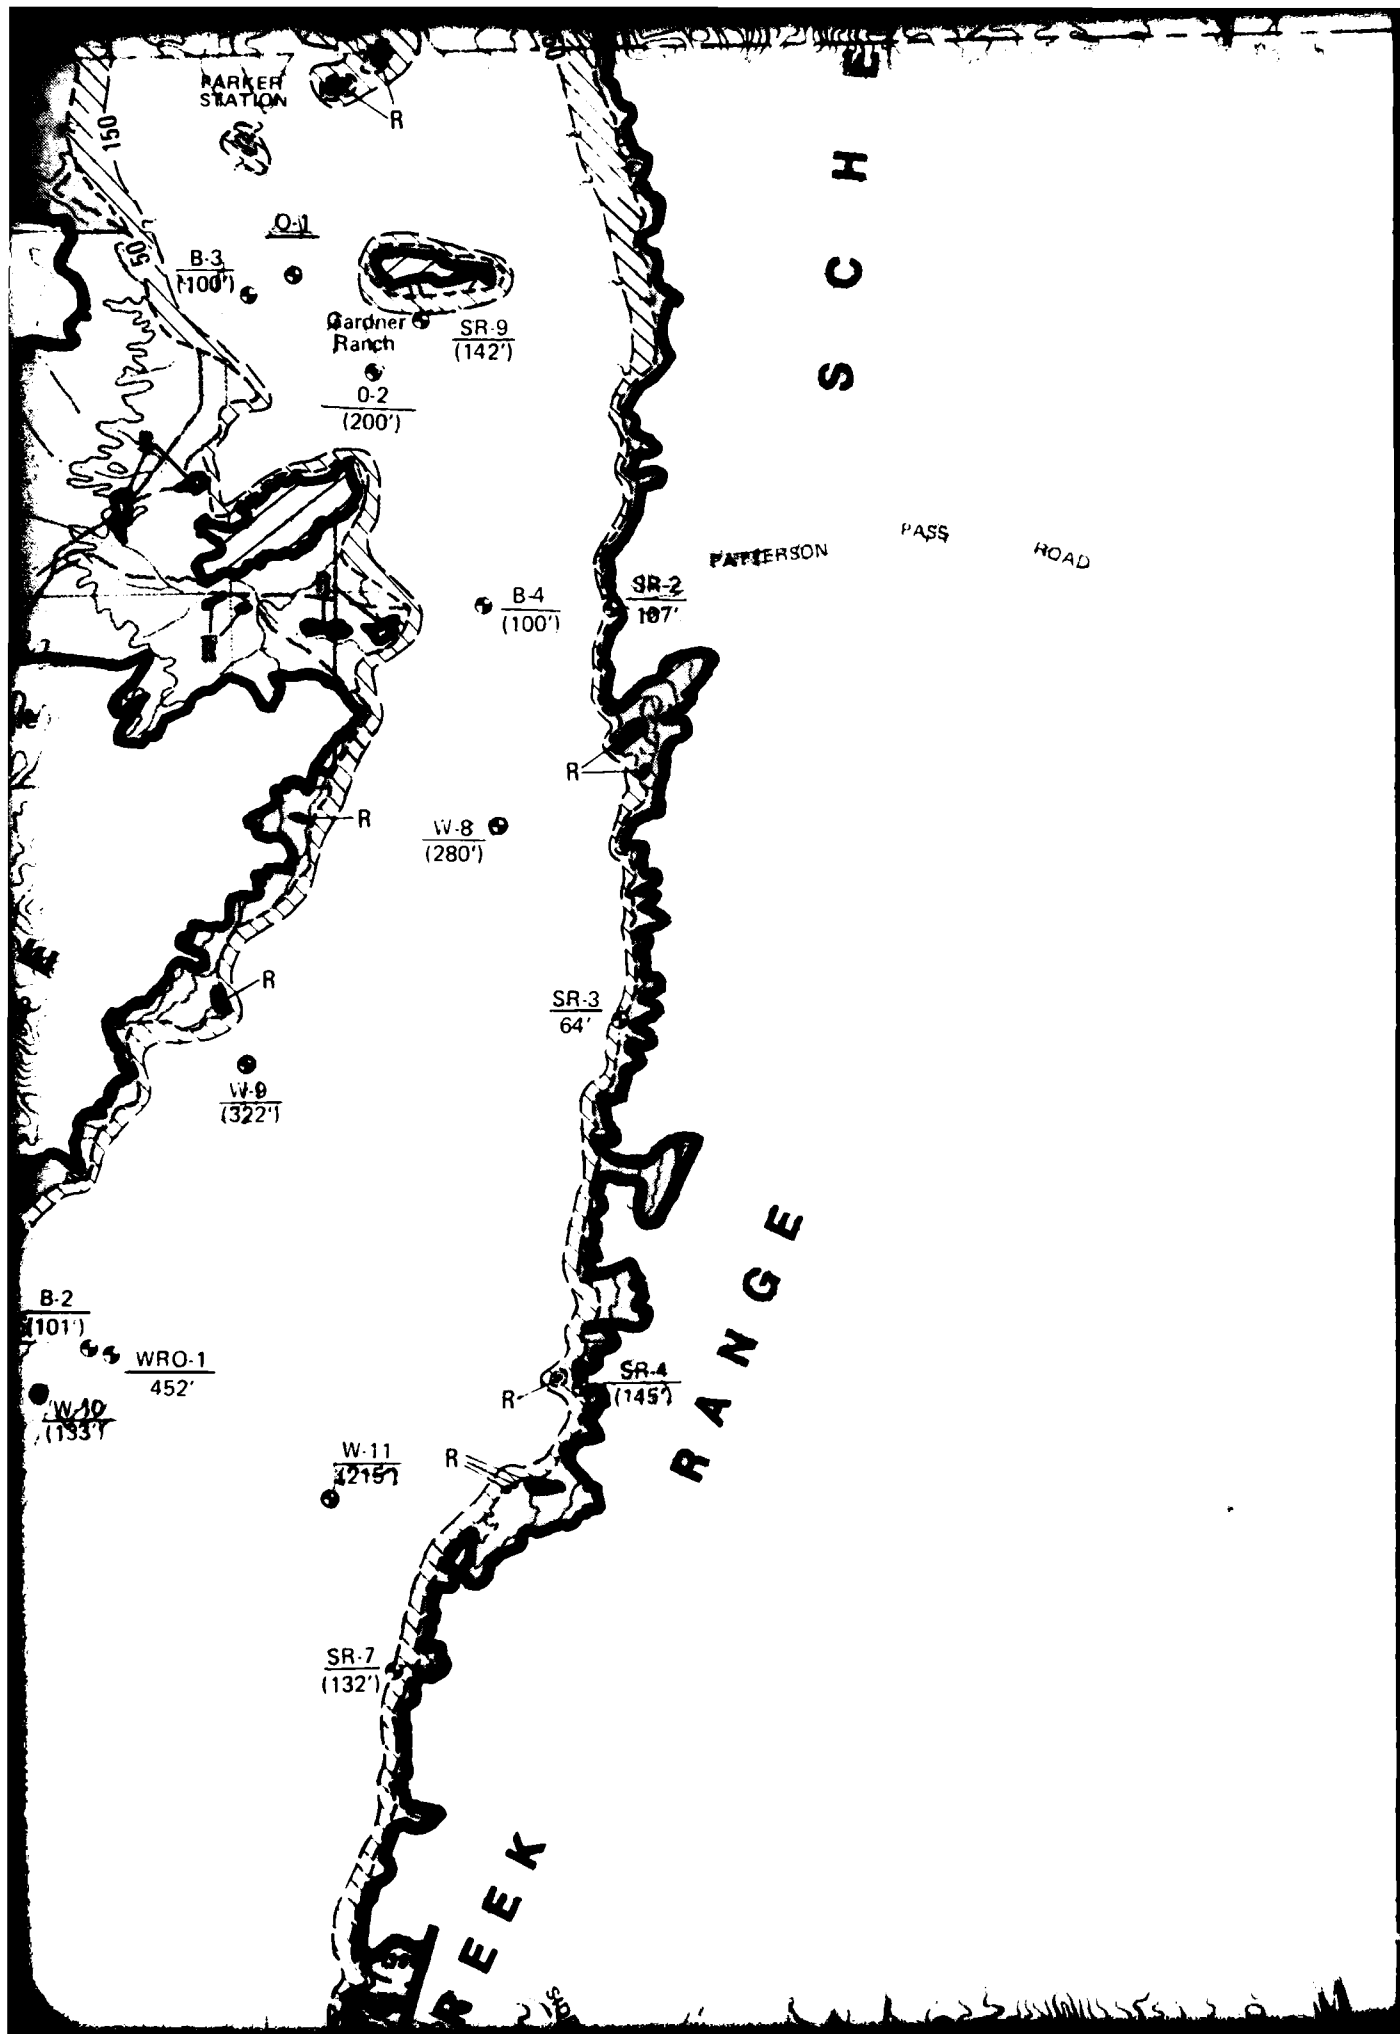 PARKER
STATION
R
150
50
O-1
B-3
(100')
Gardner
Ranch
SR-9
(142')
O-2
(200')
S C H E
PATTERSON PASS ROAD
B-4
(100')
SR-2
107'
R
R
W-8
(280')
E
R
SR-3
64'
W-9
(322')
B-2
(101')
WRO-1
452'
W-10
(133')
SR-4
(145')
R
W-11
(215')
R
RANGE
SR-7
(132')
REEK